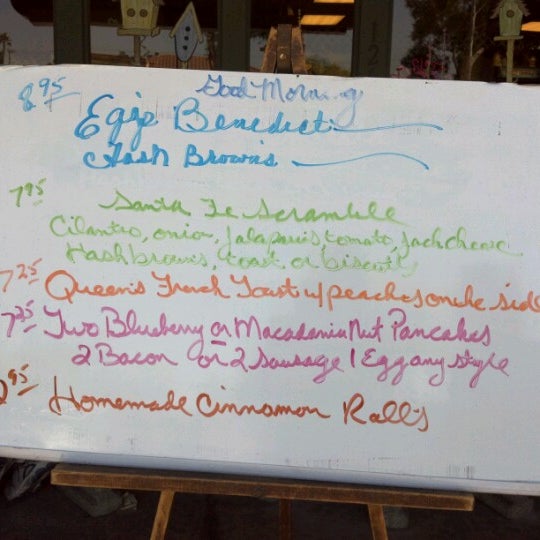 Good Morning
8.95 Eggs Benedict
Hash Browns
7.95 Santa Fe Scramble
Cilantro, onion, Jalapenos, tomato, Jack cheese
Hashbrowns, toast or biscuits
7.25 Queen's French Toast w/peaches on the side
7.25 Two Blueberry or Macadamia Nut Pancakes
2 Bacon or 2 Sausage 1 Egg any style
.95 Homemade Cinnamon Rolls